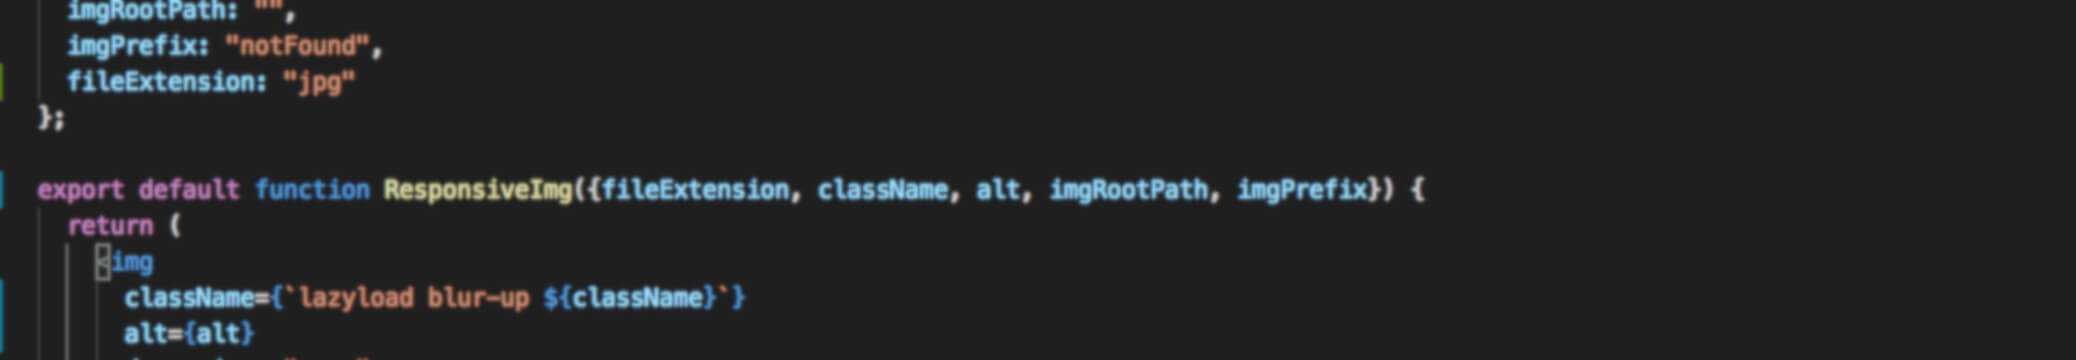 imgRootPath: "",
imgPrefix: "notFound",
fileExtension: "jpg"
};
export default function ResponsiveImg({fileExtension, className, alt, imgRootPath, imgPrefix}) {
return (
<img
className={`lazyload blur-up ${className}`}
alt={alt}